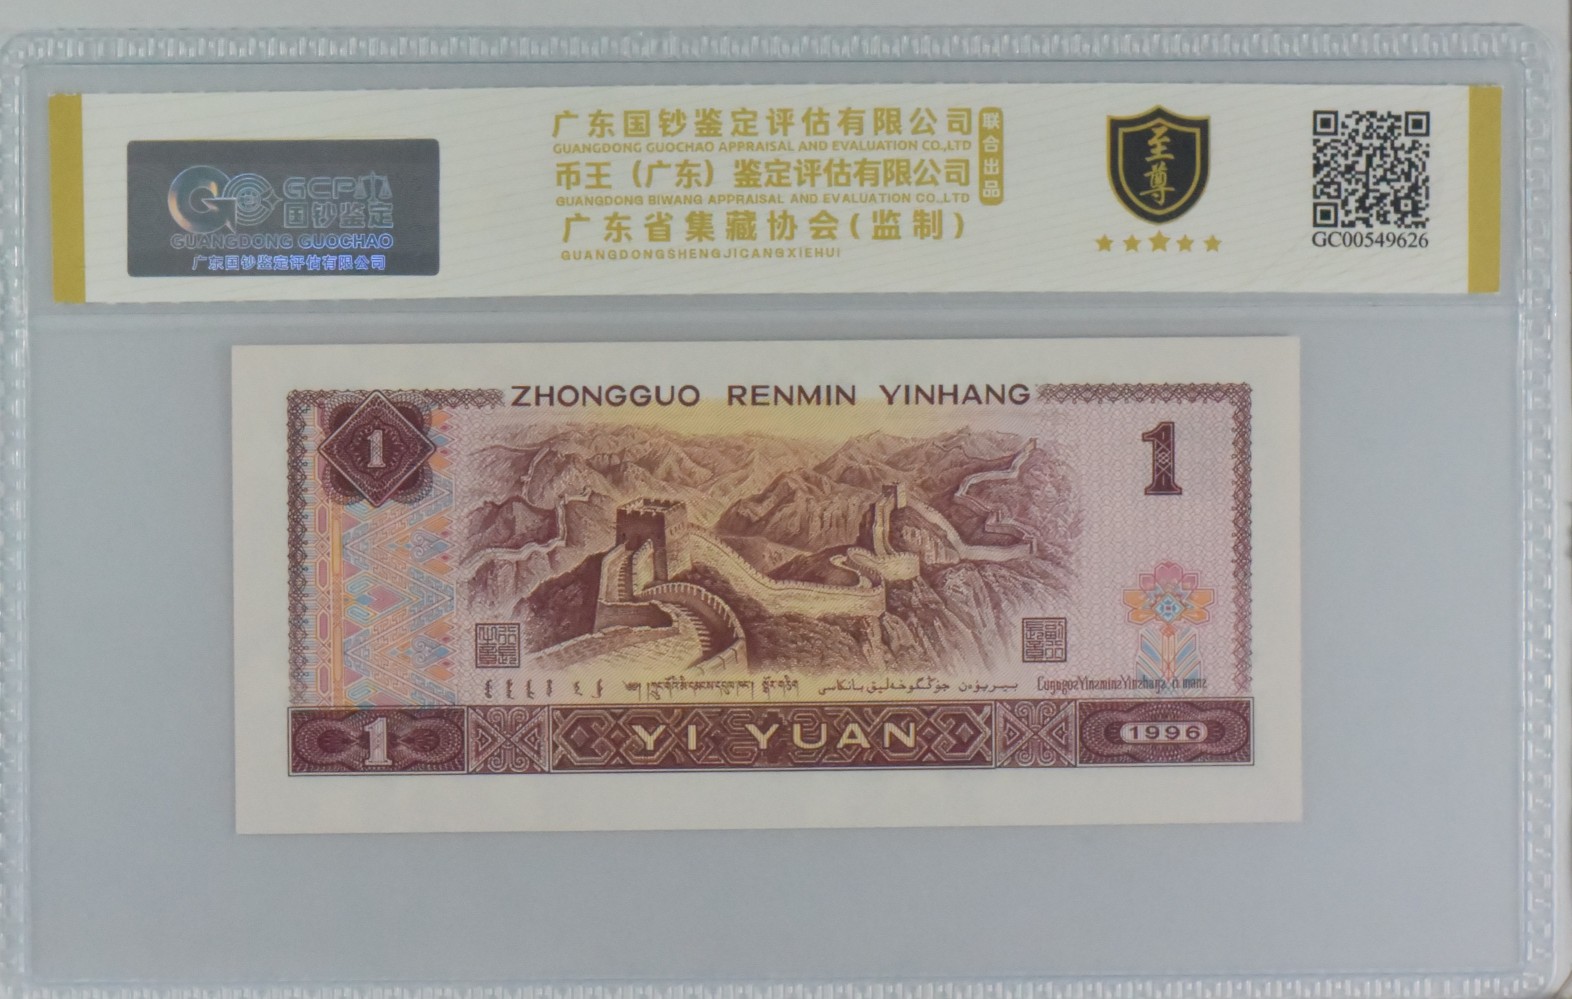 广东国钞鉴定评估有限公司
GUANGDONG GUOCHAO APPRAISAL AND EVALUATION CO.,LTD
币王（广东）鉴定评估有限公司
GUANGDONG BIWANG APPRAISAL AND EVALUATION CO.,LTD
广东省集藏协会(监制)
GUANGDONGSHENGJICANGXIEHUI
联合出品
GCP
国钞鉴定
GUANGDONG GUOCHAO
广东国钞鉴定评估有限公司
至尊
GC00549626
ZHONGGUO RENMIN YINHANG
1
1
1
YI YUAN
1996